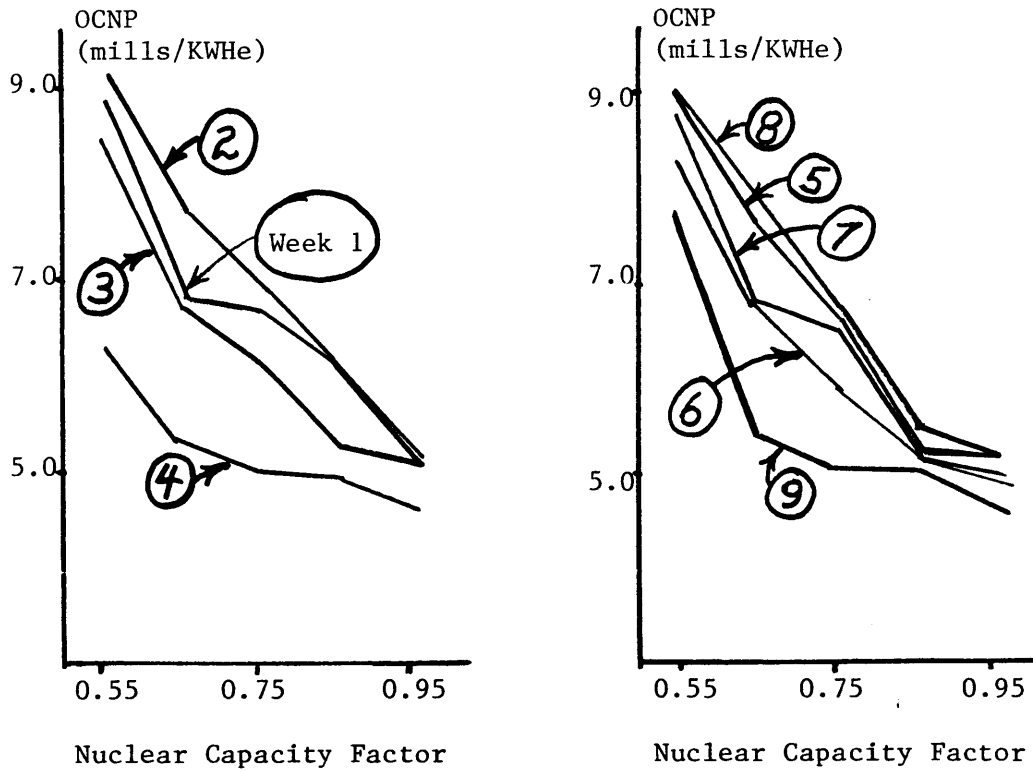 OCNP
(mills/KWHe)
9.0
7.0
5.0
2
Week 1
3
4
0.55 0.75 0.95
Nuclear Capacity Factor
OCNP
(mills/KWHe)
9.0
7.0
5.0
8
5
7
6
9
0.55 0.75 0.95
Nuclear Capacity Factor